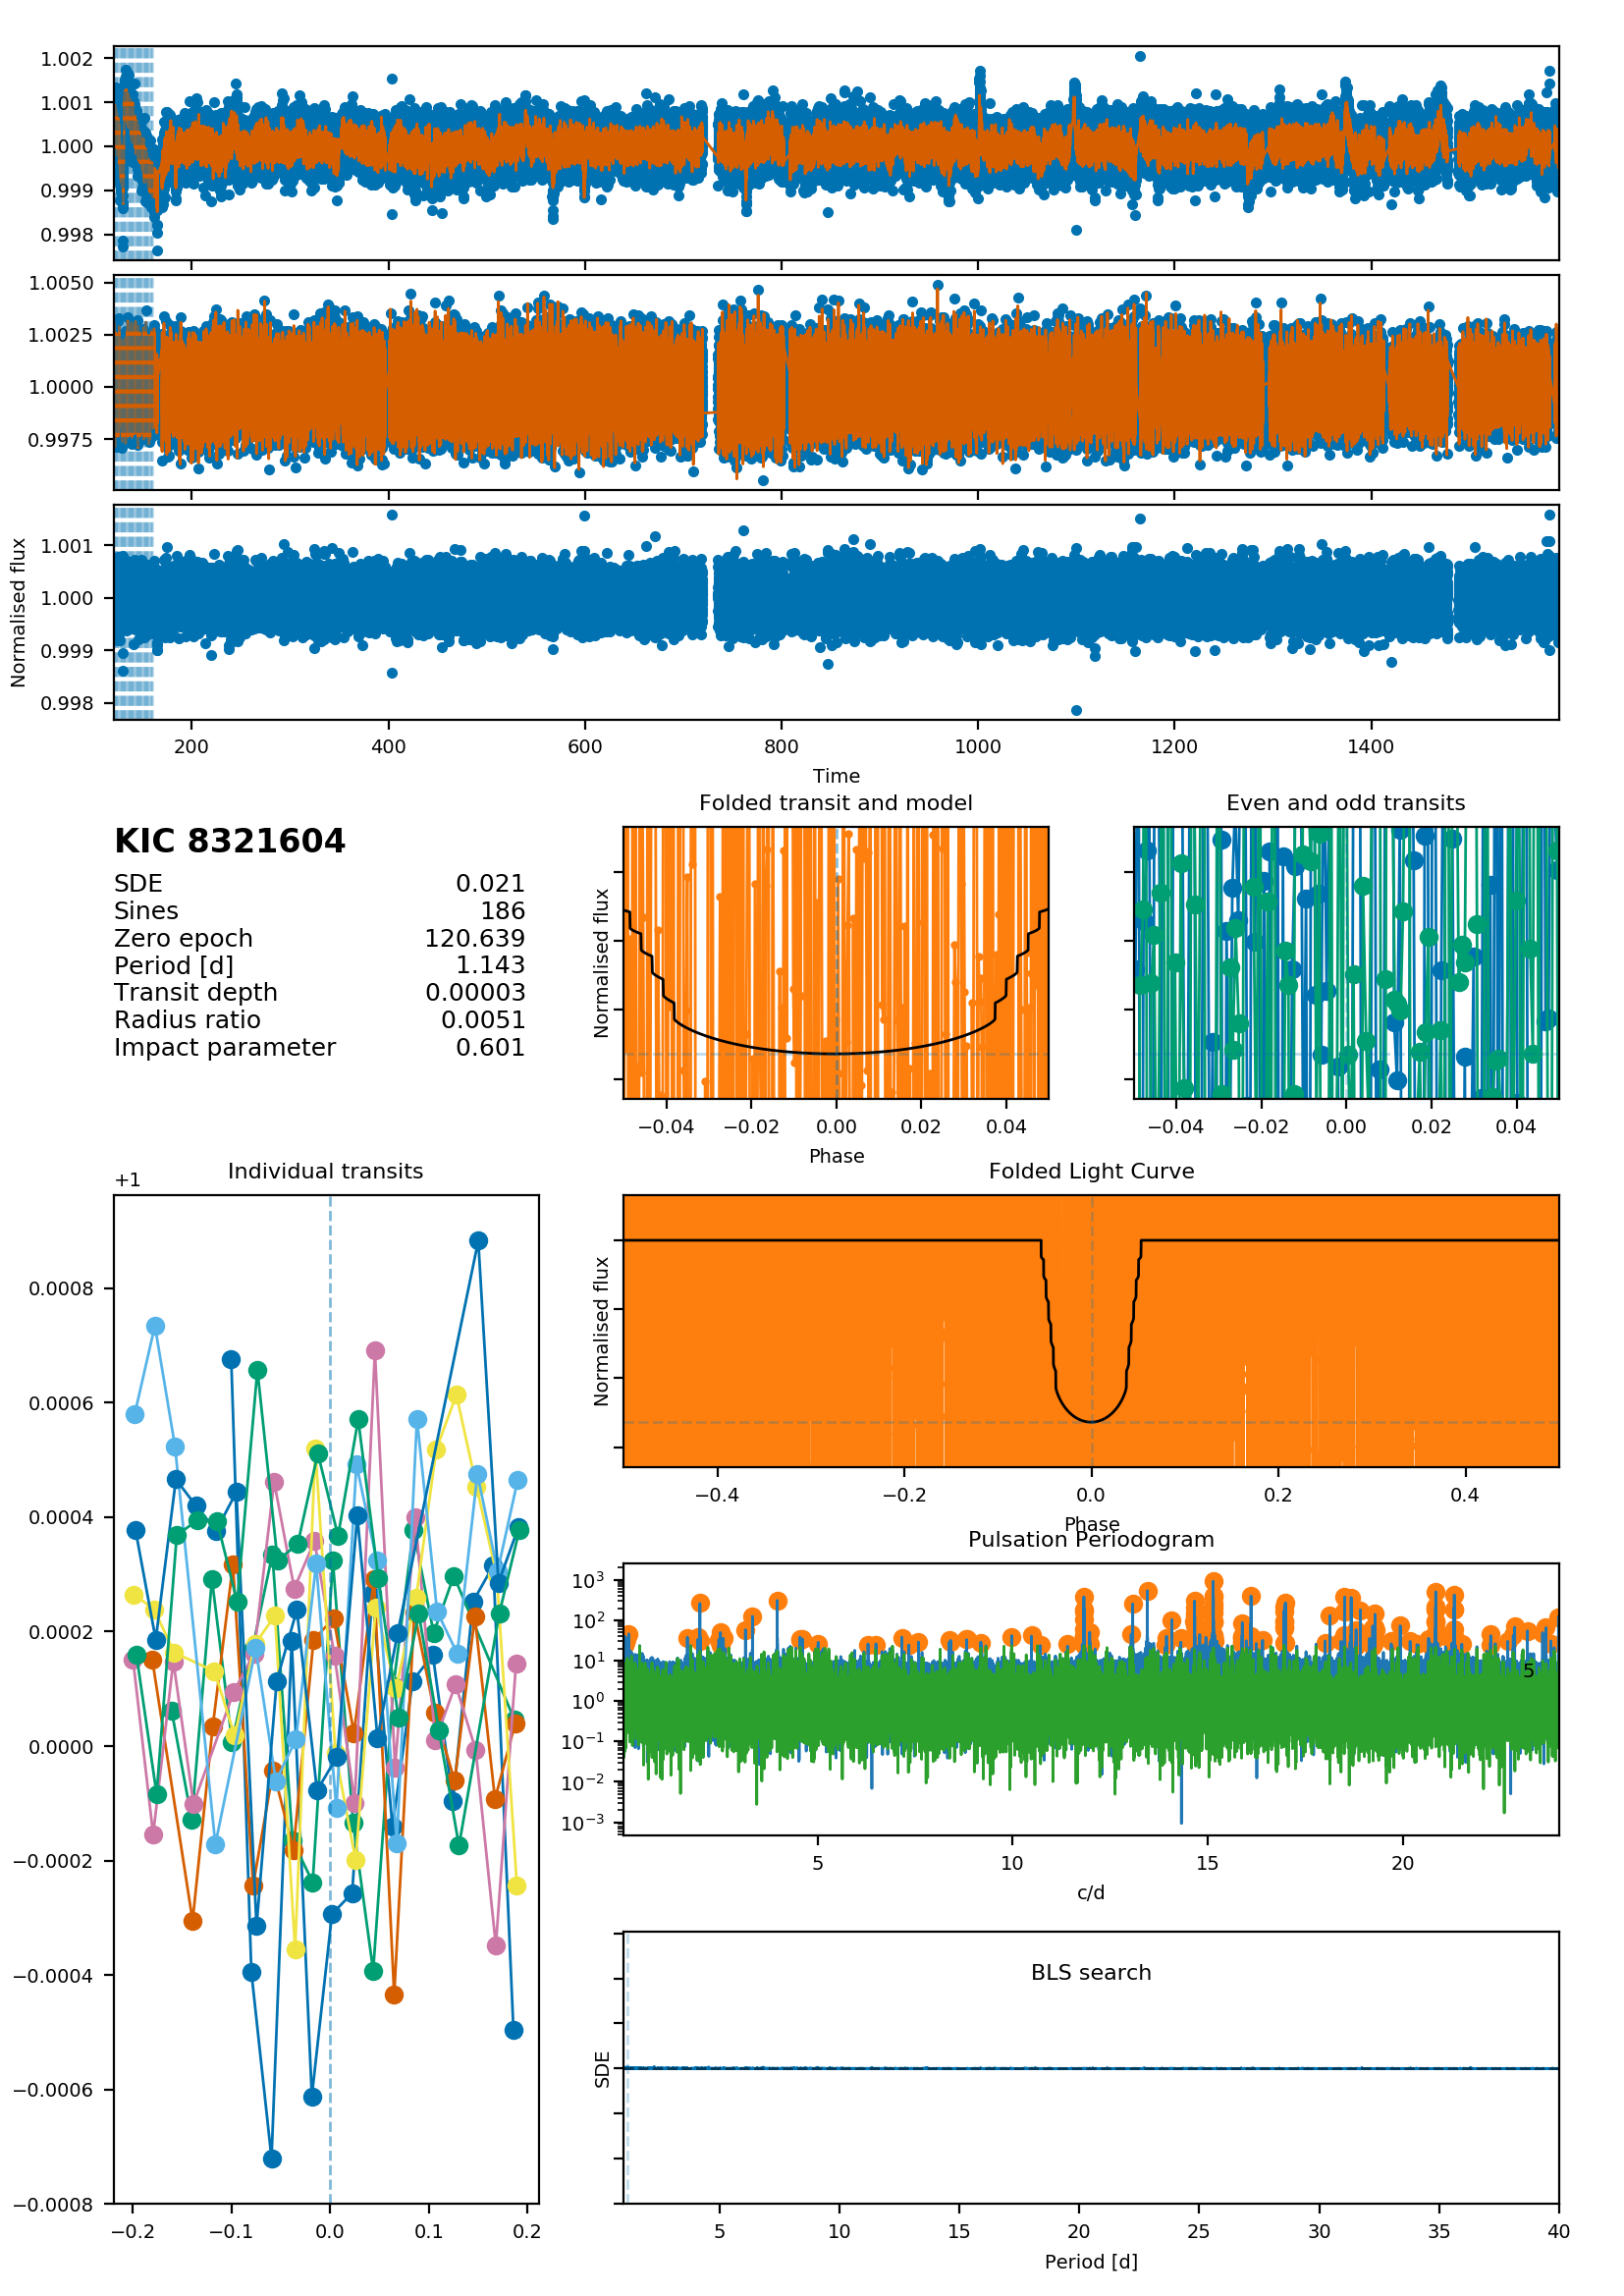 1.002
1.001
1.000
0.999
0.998
1.0050
1.0025
1.0000
0.9975
1.001
1.000
0.999
0.998
Normalised flux
200 400 600 800 1000 1200 1400
Time
KIC 8321604
SDE 0.021
Sines 186
Zero epoch 120.639
Period [d] 1.143
Transit depth 0.00003
Radius ratio 0.0051
Impact parameter 0.601
Folded transit and model
Normalised flux
−0.04 −0.02 0.00 0.02 0.04
Phase
Even and odd transits
−0.04 −0.02 0.00 0.02 0.04
Individual transits
+1
0.0008
0.0006
0.0004
0.0002
0.0000
−0.0002
−0.0004
−0.0006
−0.0008
−0.2 −0.1 0.0 0.1 0.2
Folded Light Curve
Normalised flux
−0.4 −0.2 0.0 0.2 0.4
Phase
Pulsation Periodogram
10³
10²
10¹
10⁰
10⁻¹
10⁻²
10⁻³
5
5 10 15 20
c/d
BLS search
SDE
5 10 15 20 25 30 35 40
Period [d]